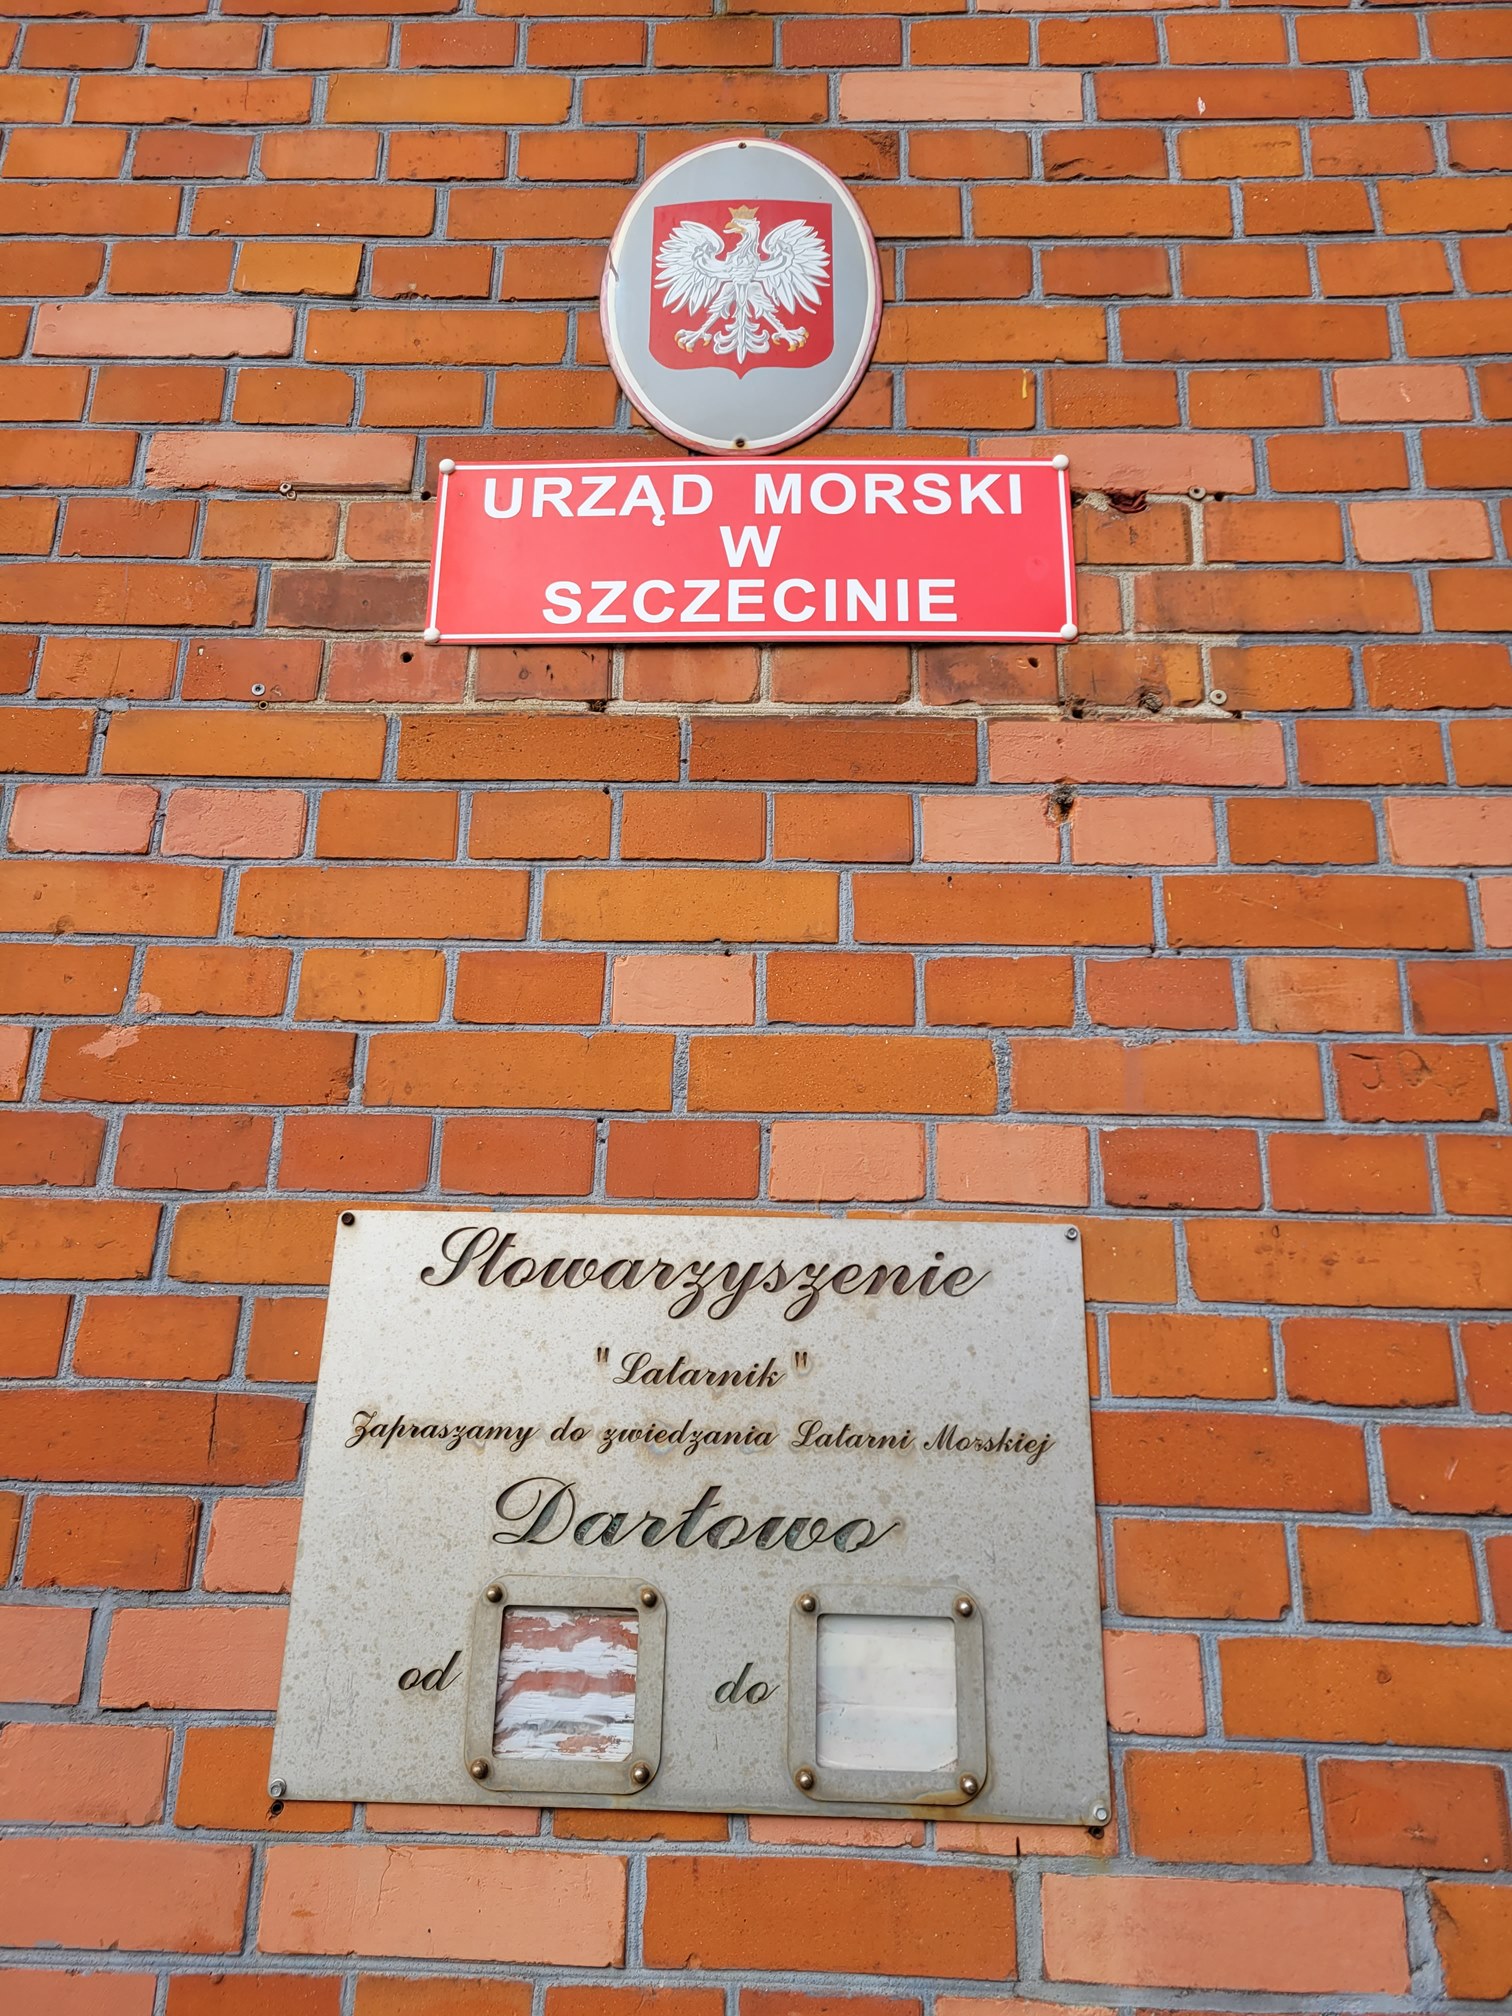 URZĄD MORSKI
W
SZCZECINIE
Stowarzyszenie
"Latarnik"
Zapraszamy do zwiedzania Latarni Morskiej
Darłowo
od do